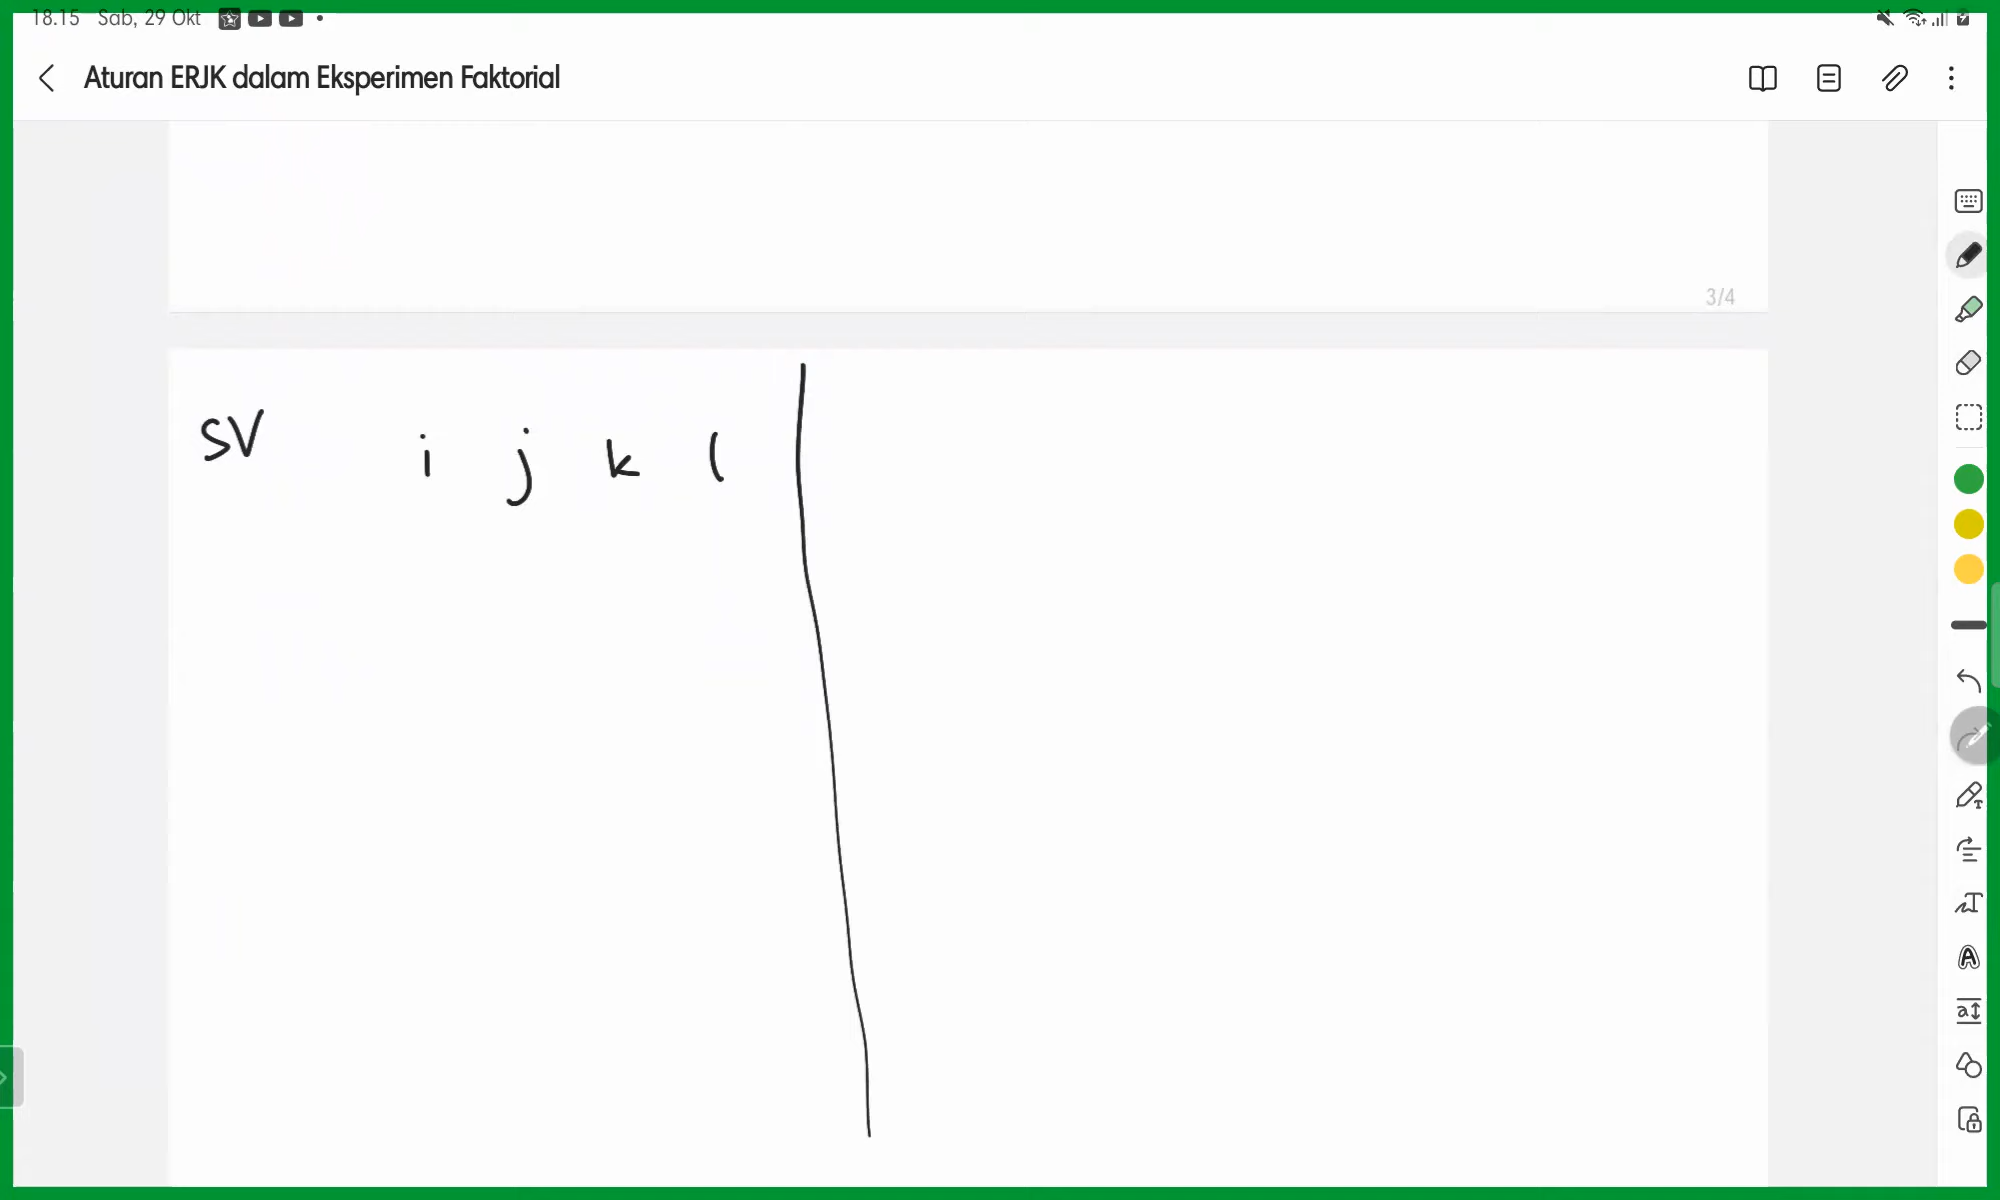 18.15 Sab, 29 Okt
Aturan ERJK dalam Eksperimen Faktorial
3/4
SV i j k l